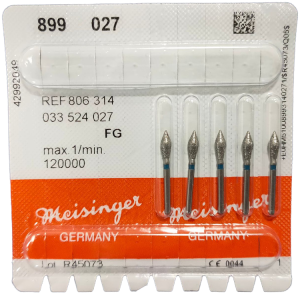 899 027
42992049
REF 806 314
033 524 027
FG
max.1/min.
120000
Meisinger Meisinger
GERMANY GERMANY
Lot R45073
CE 0044
1